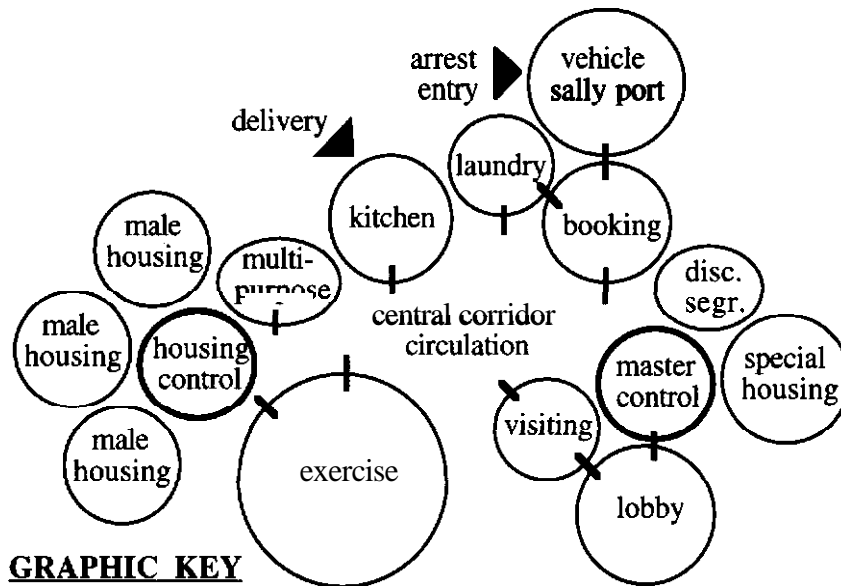 arrest
entry
vehicle
sally port
delivery
laundry
kitchen
booking
male
housing
multi-
purpose
disc.
segr.
male
housing
housing
control
central corridor
circulation
master
control
special
housing
male
housing
exercise
visiting
lobby
GRAPHIC KEY